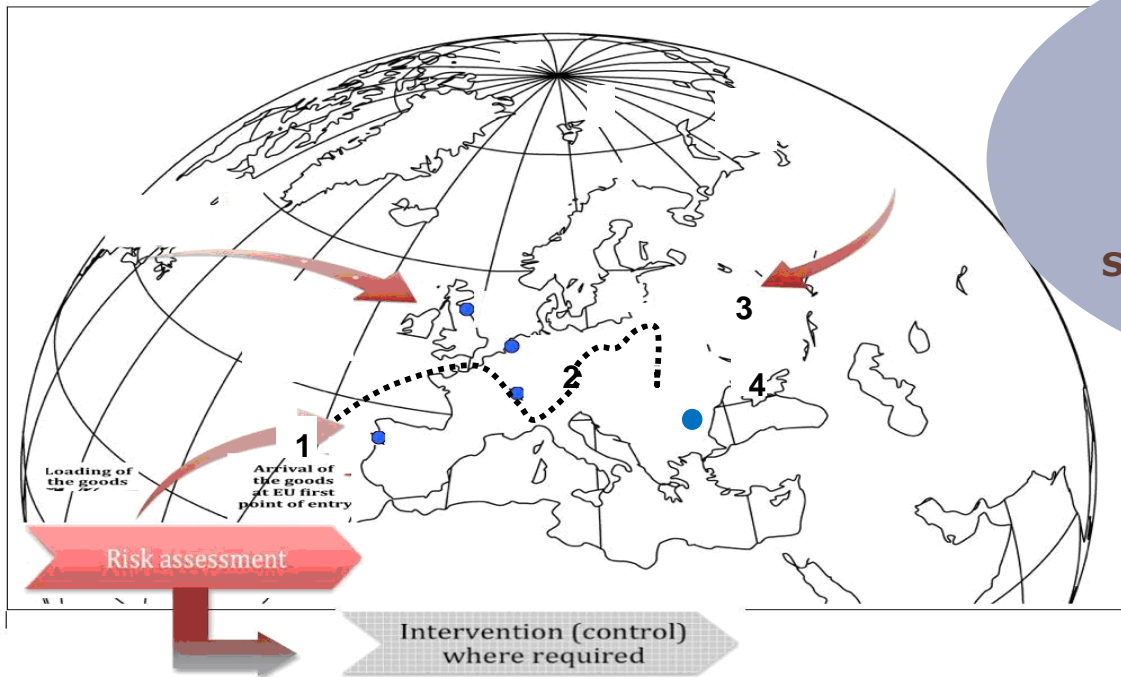 S
3
2
4
1
Loading of
the goods
Arrival of
the goods
at EU first
point of entry
Risk assessment
Intervention (control)
where required